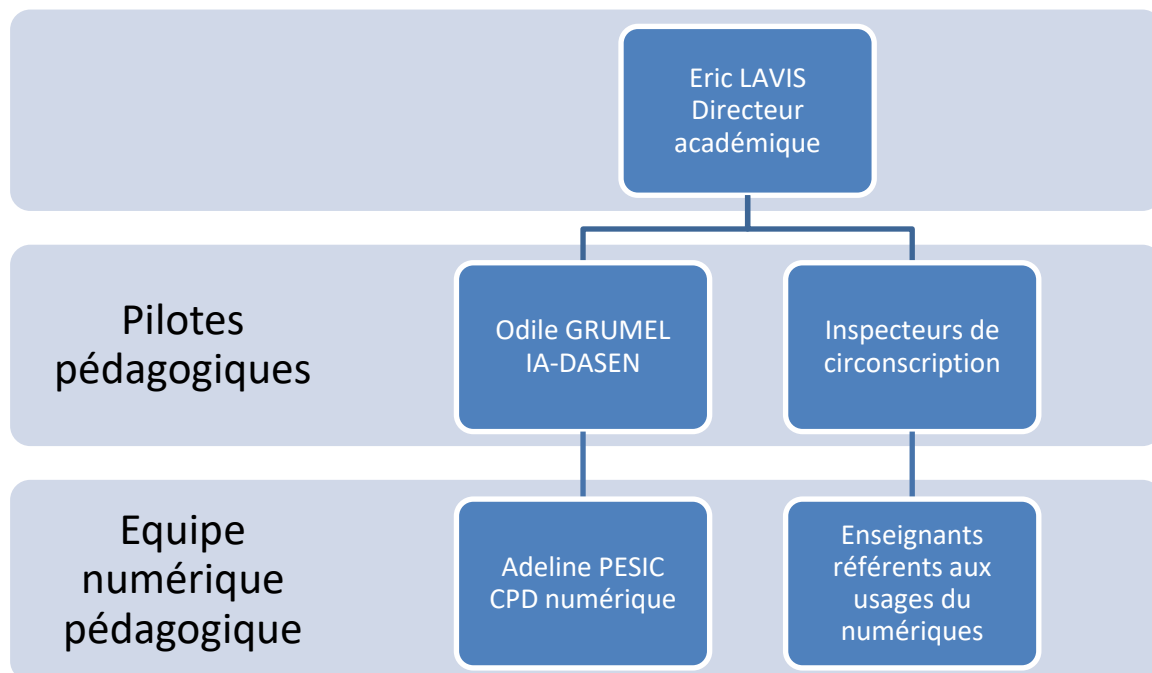 Eric LAVIS
Directeur
académique
Pilotes
pédagogiques
Odile GRUMEL
IA-DASEN
Inspecteurs de
circonscription
Equipe
numérique
pédagogique
Adeline PESIC
CPD numérique
Enseignants
référents aux
usages du
numériques